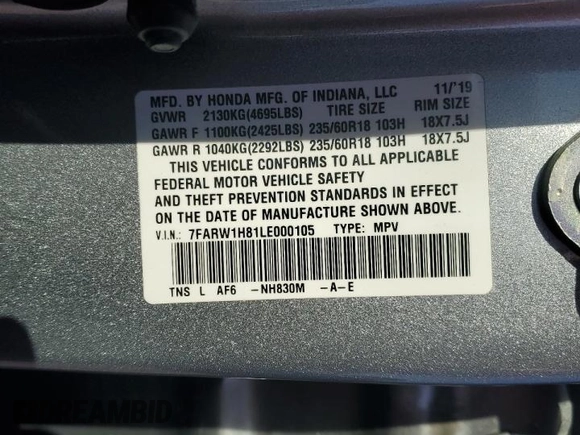 MFD. BY HONDA MFG. OF INDIANA, LLC 11/'19
GVWR 2130KG(4695LBS) TIRE SIZE RIM SIZE
GAWR F 1100KG(2425LBS) 235/60R18 103H 18X7.5J
GAWR R 1040KG(2292LBS) 235/60R18 103H 18X7.5J
THIS VEHICLE CONFORMS TO ALL APPLICABLE
FEDERAL MOTOR VEHICLE SAFETY
AND THEFT PREVENTION STANDARDS IN EFFECT
ON THE DATE OF MANUFACTURE SHOWN ABOVE.
V.I.N.: 7FARW1H81LE000105 TYPE: MPV
TNS L AF6 -NH830M -A-E
DREAMBID